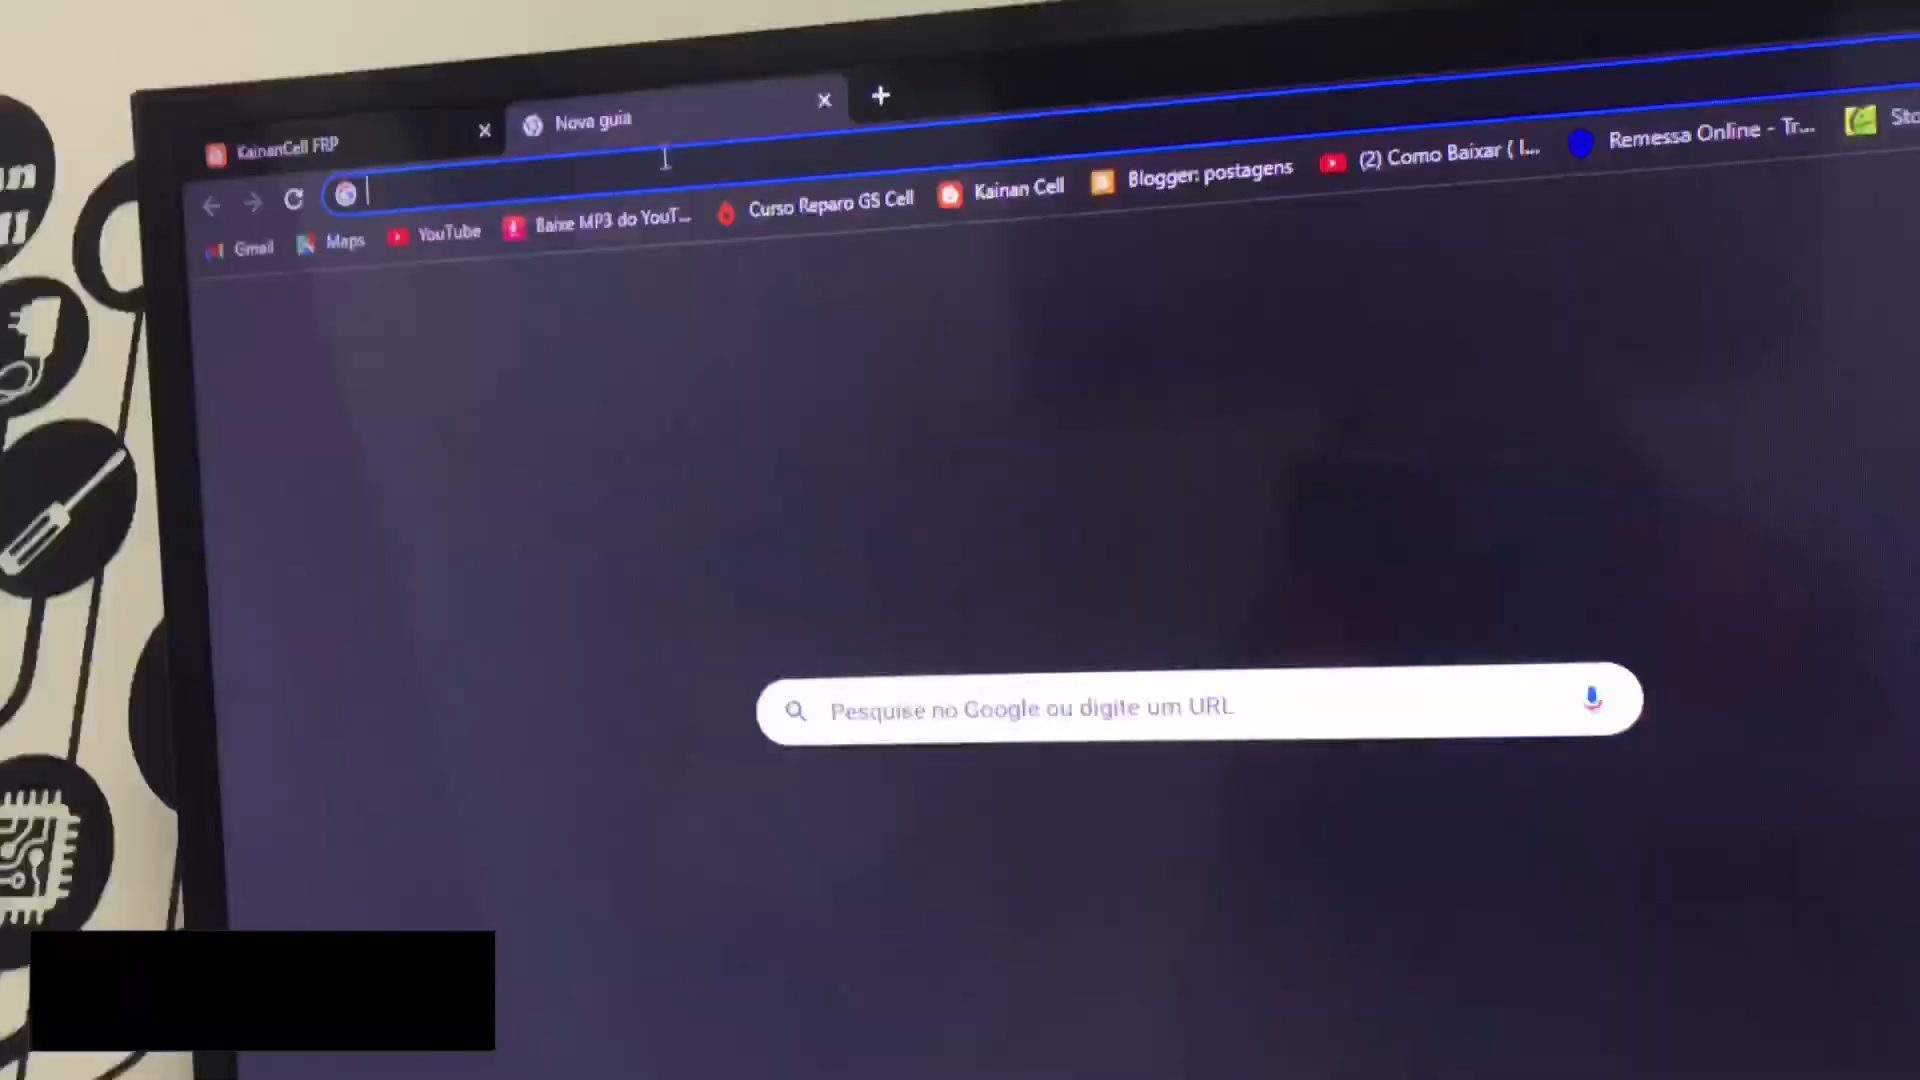 KainanCell FRP
Nova guia
Gmail
Maps
YouTube
Baixe MP3 do YouT...
Curso Reparo GS Cell
Kainan Cell
Blogger: postagens
(2) Como Baixar ( I...
Remessa Online - Tr...
Pesquise no Google ou digite um URL